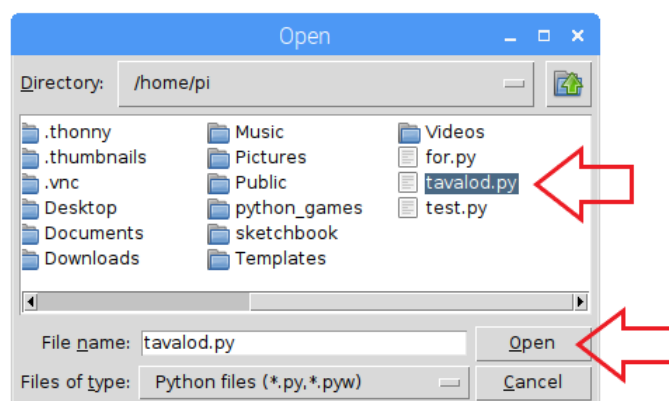 Open
Directory: /home/pi
.thonny Music Videos
.thumbnails Pictures for.py
.vnc Public tavalod.py
Desktop python_games test.py
Documents sketchbook
Downloads Templates
File name: tavalod.py Open
Files of type: Python files (*.py,*.pyw) Cancel